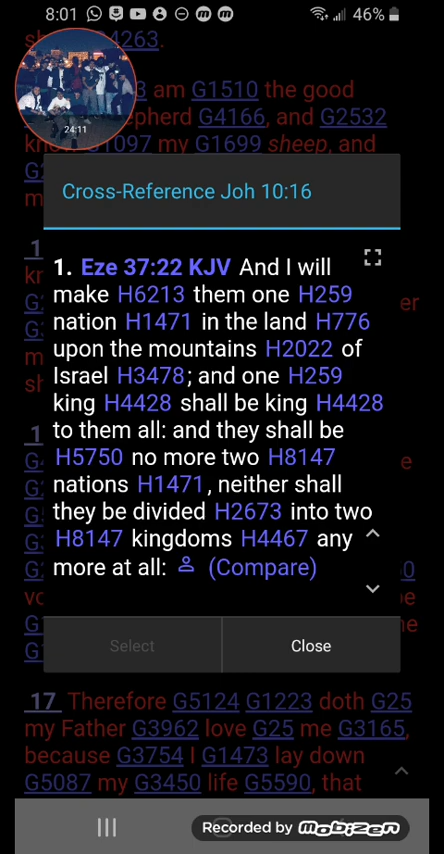 8:01 46%
G4263.
am G1510 the good
epherd G4166, and G2532
G1097 my G1699 sheep, and
24:11
Cross-Reference Joh 10:16
1. Eze 37:22 KJV And I will
make H6213 them one H259
nation H1471 in the land H776
upon the mountains H2022 of
Israel H3478; and one H259
king H4428 shall be king H4428
to them all: and they shall be
H5750 no more two H8147
nations H1471, neither shall
they be divided H2673 into two
H8147 kingdoms H4467 any
more at all: (Compare)
Select Close
17 Therefore G5124 G1223 doth G25
my Father G3962 love G25 me G3165,
because G3754 I G1473 lay down
G5087 my G3450 life G5590, that
Recorded by Mobizen